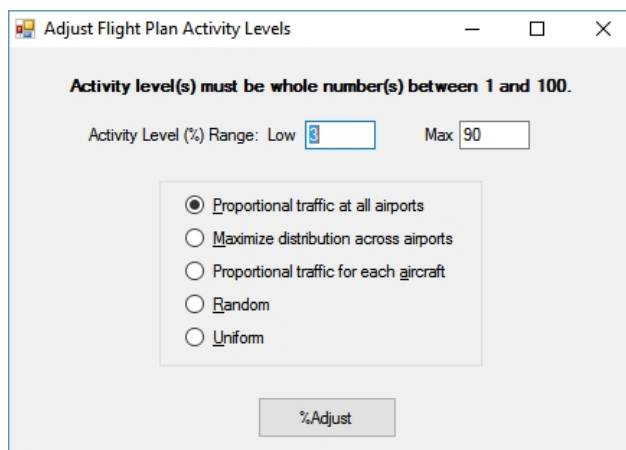 Adjust Flight Plan Activity Levels
Activity level(s) must be whole number(s) between 1 and 100.
Activity Level (%) Range: Low 3 Max 90
Proportional traffic at all airports
Maximize distribution across airports
Proportional traffic for each aircraft
Random
Uniform
%Adjust